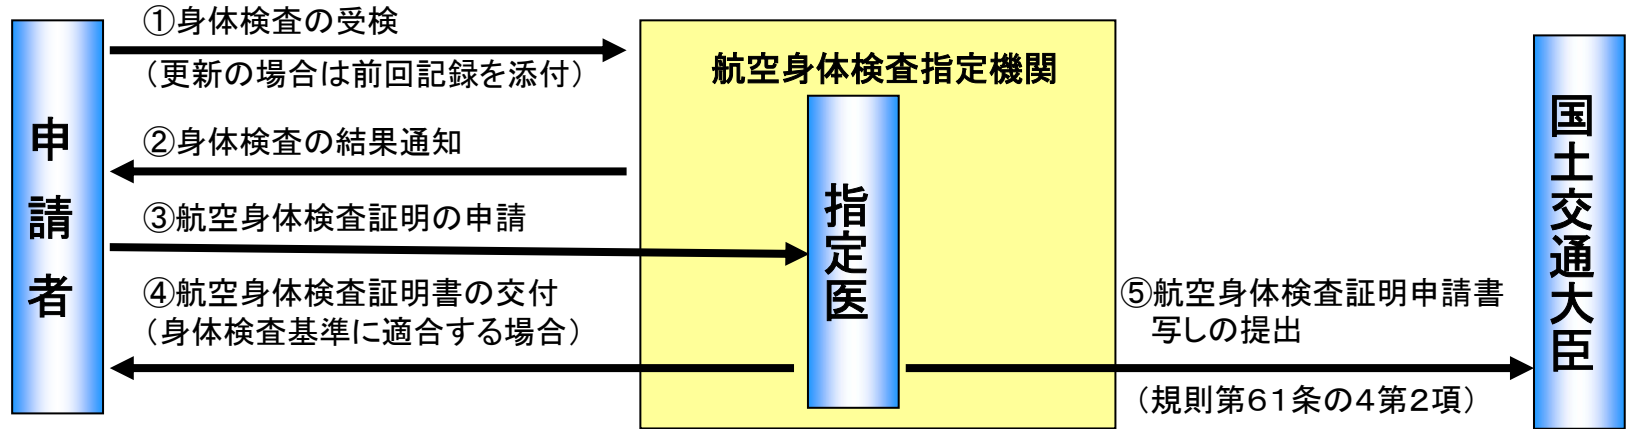 申請者
①身体検査の受検
（更新の場合は前回記録を添付）
②身体検査の結果通知
③航空身体検査証明の申請
④航空身体検査証明書の交付
（身体検査基準に適合する場合）
航空身体検査指定機関
指定医
⑤航空身体検査証明申請書
写しの提出
（規則第６１条の４第２項）
国土交通大臣